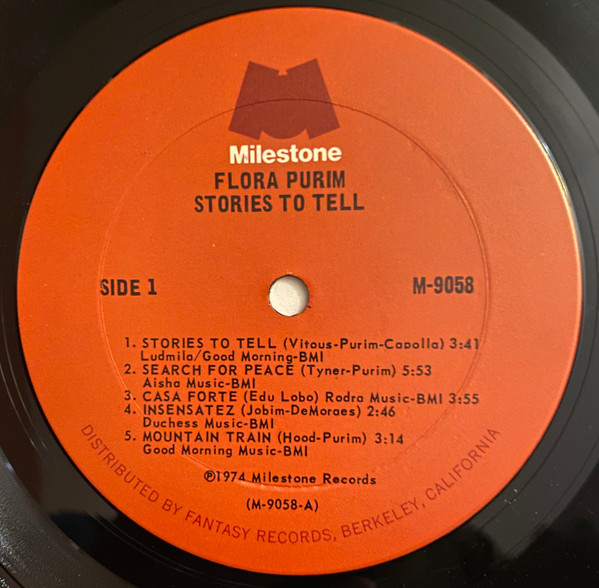 Milestone
FLORA PURIM
STORIES TO TELL
SIDE 1
M-9058
1. STORIES TO TELL (Vitous-Purim-Capolla) 3:41
Ludmila/Good Morning-BMI
2. SEARCH FOR PEACE (Tyner-Purim) 5:53
Aisha Music-BMI
3. CASA FORTE (Edu Lobo) Rodra Music-BMI 3:55
4. INSENSATEZ (Jobim-DeMoraes) 2:46
Duchess Music-BMI
5. MOUNTAIN TRAIN (Hood-Purim) 3:14
Good Morning Music-BMI
℗1974 Milestone Records
(M-9058-A)
DISTRIBUTED BY FANTASY RECORDS, BERKELEY, CALIFORNIA